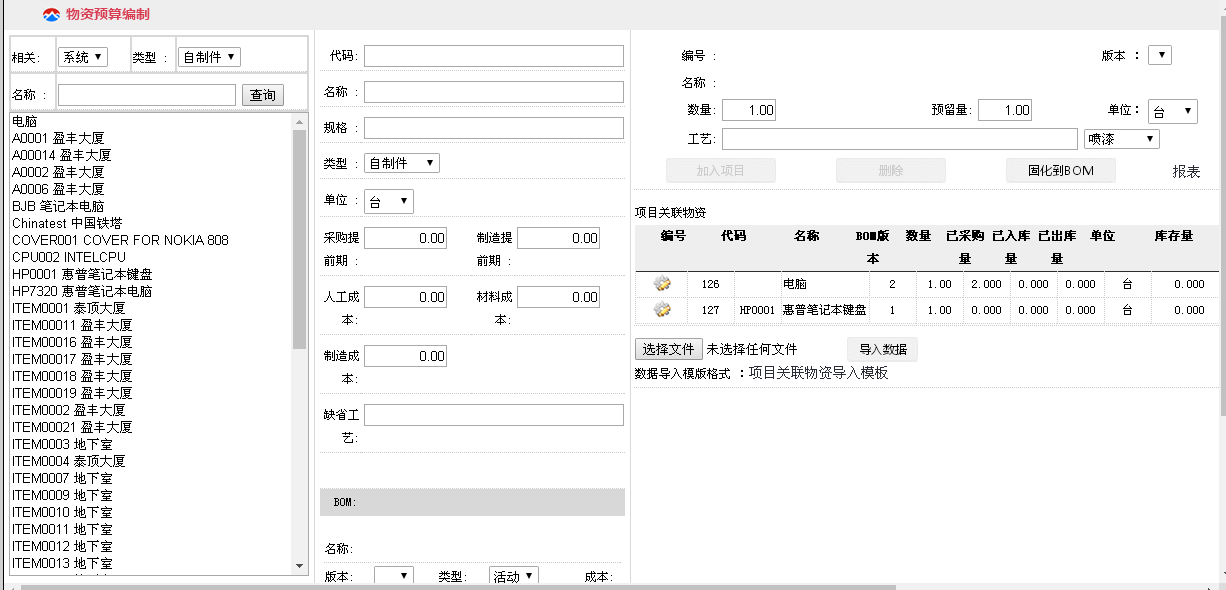 物资预算编制
相关: 系统 类型 : 自制件
名称 : 查询
电脑
A0001 盈丰大厦
A00014 盈丰大厦
A0002 盈丰大厦
A0006 盈丰大厦
BJB 笔记本电脑
Chinatest 中国铁塔
COVER001 COVER FOR NOKIA 808
CPU002 INTELCPU
HP0001 惠普笔记本键盘
HP7320 惠普笔记本电脑
ITEM0001 泰顶大厦
ITEM00011 盈丰大厦
ITEM00016 盈丰大厦
ITEM00017 盈丰大厦
ITEM00018 盈丰大厦
ITEM00019 盈丰大厦
ITEM0002 盈丰大厦
ITEM00021 盈丰大厦
ITEM0003 地下室
ITEM0004 泰顶大厦
ITEM0007 地下室
ITEM0009 地下室
ITEM0010 地下室
ITEM0011 地下室
ITEM0012 地下室
ITEM0013 地下室
代码:
名称 :
规格 :
类型 : 自制件
单位 : 台
采购提前期 : 0.00 制造提前期 : 0.00
人工成本: 0.00 材料成本: 0.00
制造成本: 0.00
缺省工艺:
BOM:
名称:
版本: 类型: 活动 成本:
编号 : 版本 :
名称 :
数量: 1.00 预留量: 1.00 单位: 台
工艺: 喷漆
加入项目 删除 固化到BOM 报表
项目关联物资
编号 代码 名称 BOM版本 数量 已采购量 已入库量 已出库量 单位 库存量
126 电脑 2 1.00 2.000 0.000 0.000 台 0.000
127 HP0001 惠普笔记本键盘 1 1.00 0.000 0.000 0.000 台 0.000
选择文件 未选择任何文件 导入数据
数据导入模版格式 :项目关联物资导入模板